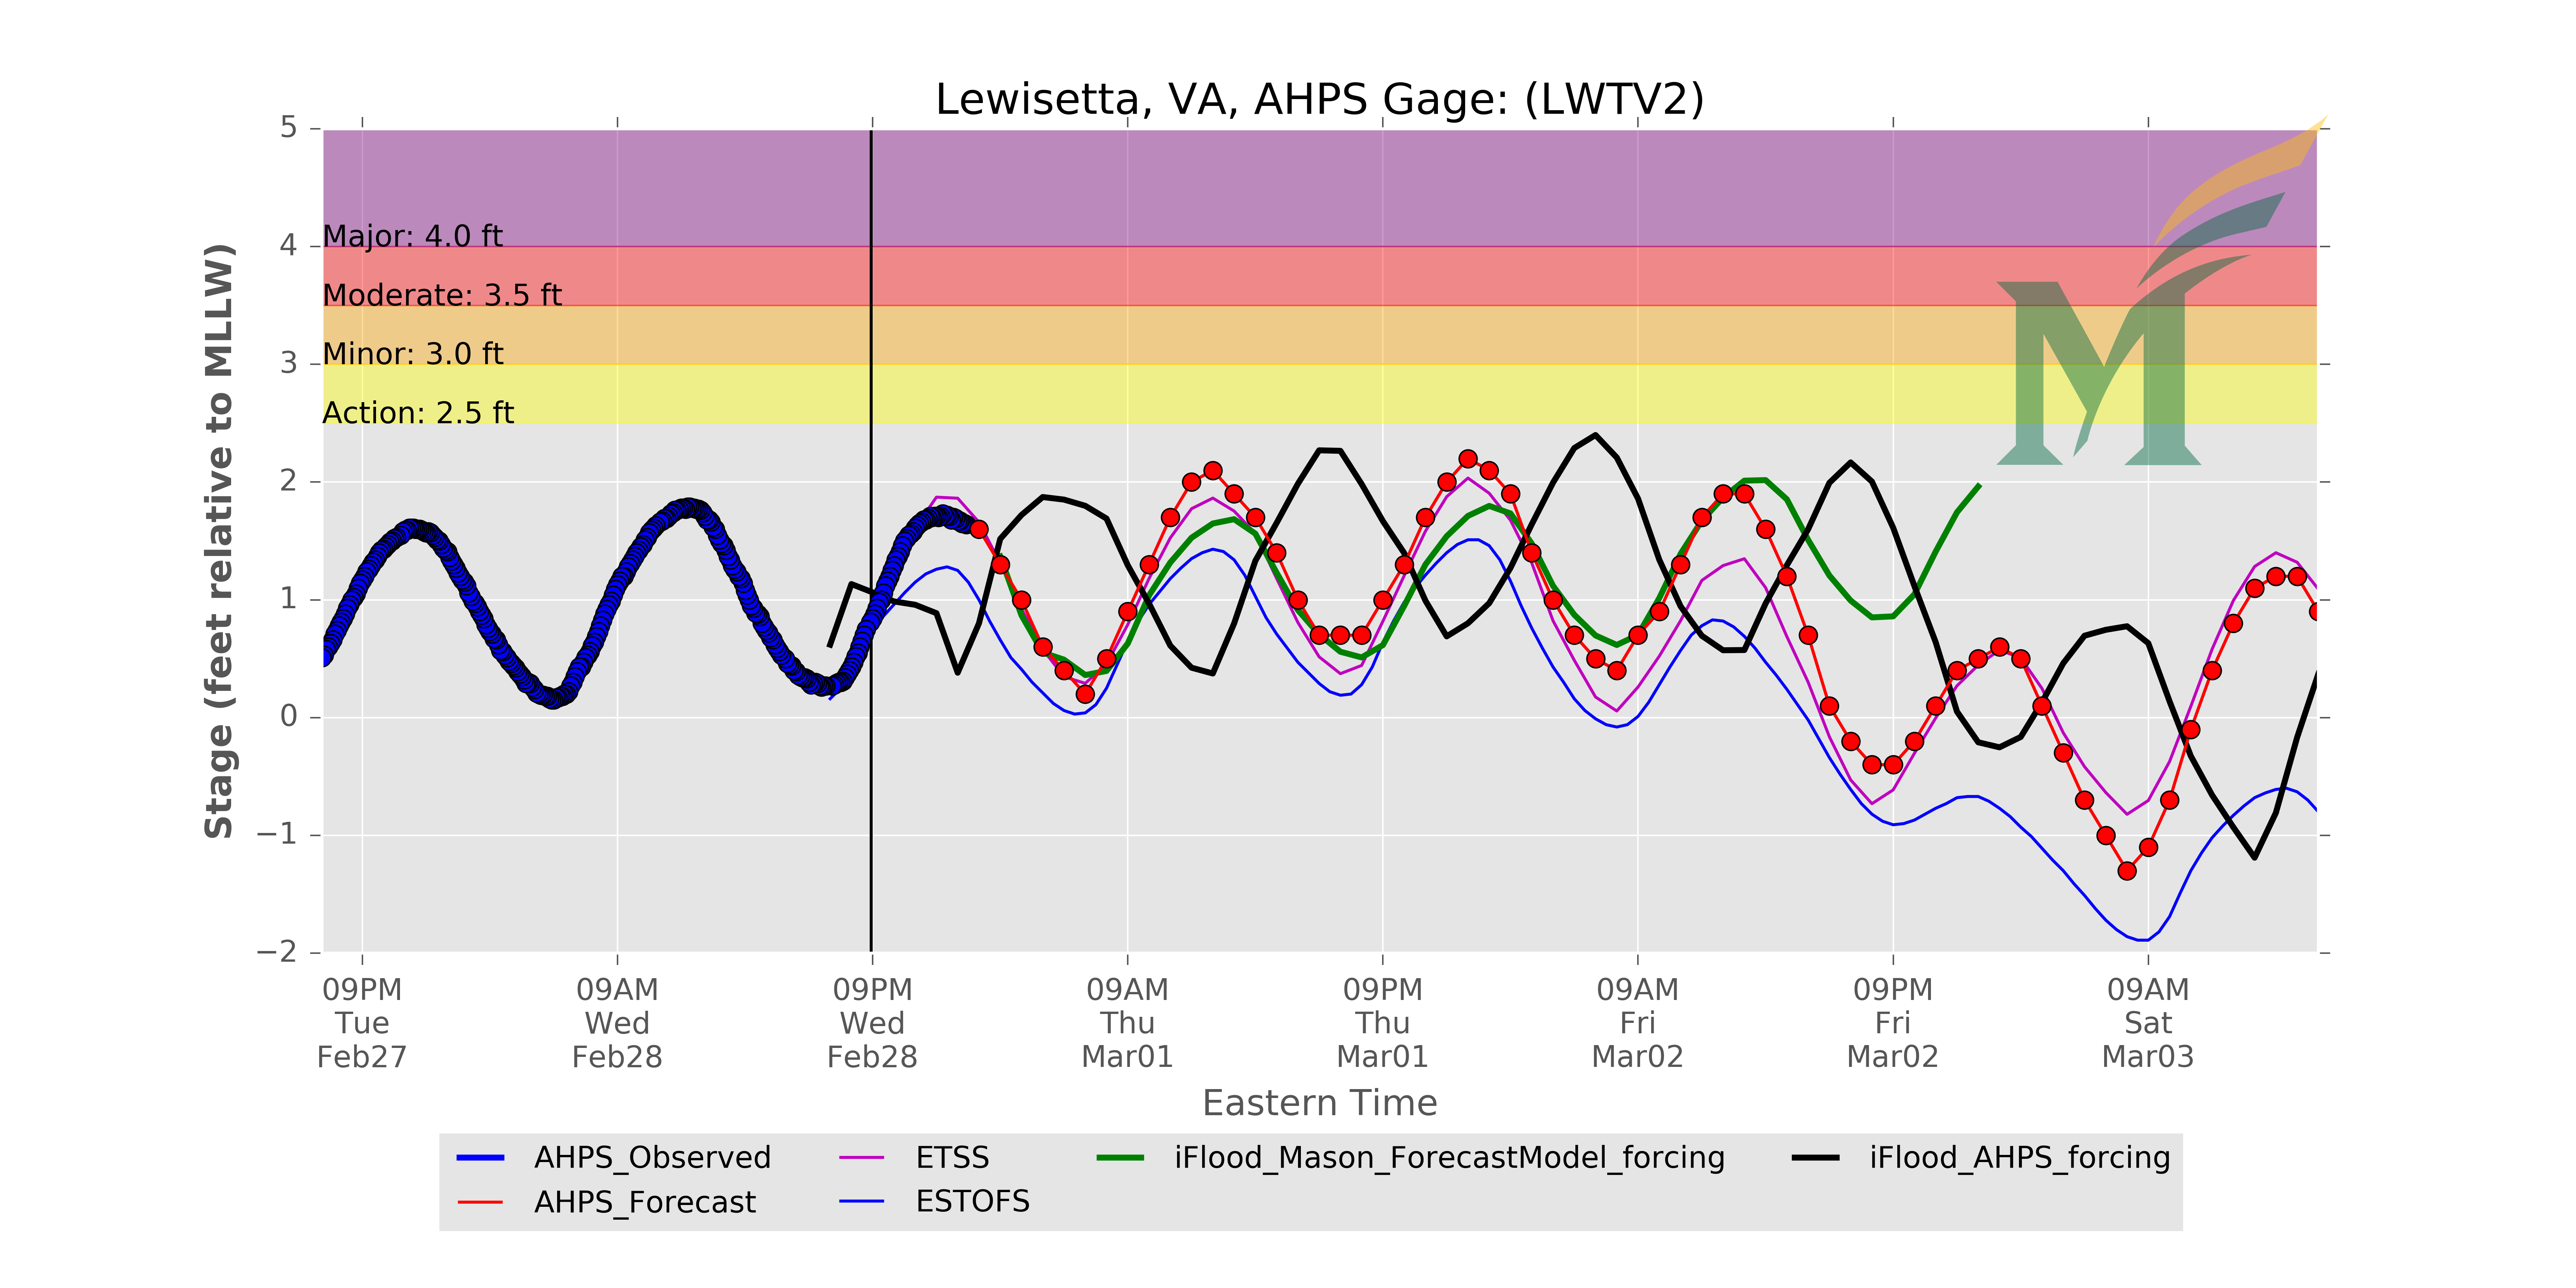 Lewisetta, VA, AHPS Gage: (LWTV2)
Stage (feet relative to MLLW)
5
4
3
2
1
0
−1
−2
Major: 4.0 ft
Moderate: 3.5 ft
Minor: 3.0 ft
Action: 2.5 ft
M
09PM
Tue
Feb27
09AM
Wed
Feb28
09PM
Wed
Feb28
09AM
Thu
Mar01
09PM
Thu
Mar01
09AM
Fri
Mar02
09PM
Fri
Mar02
09AM
Sat
Mar03
Eastern Time
AHPS_Observed
AHPS_Forecast
ETSS
ESTOFS
iFlood_Mason_ForecastModel_forcing
iFlood_AHPS_forcing